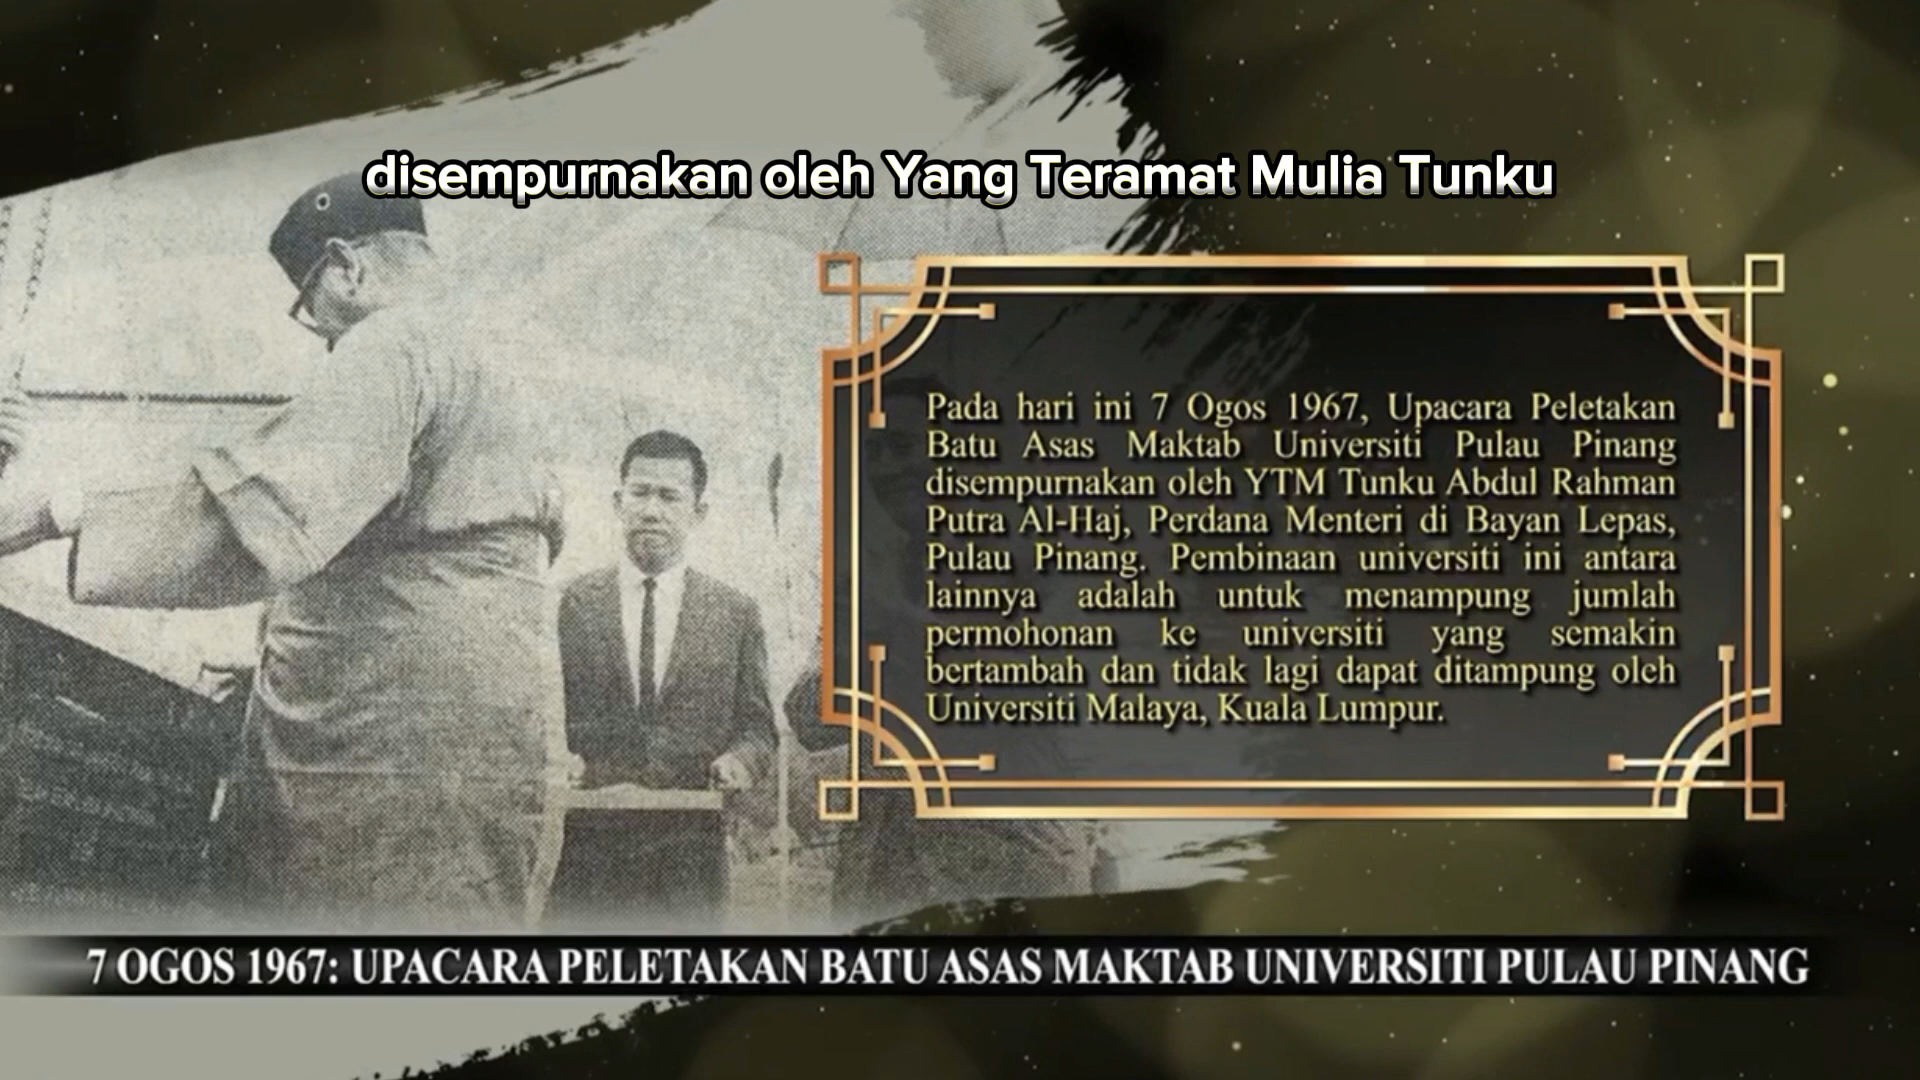 disempurnakan oleh Yang Teramat Mulia Tunku
Pada hari ini 7 Ogos 1967, Upacara Peletakan
Batu Asas Maktab Universiti Pulau Pinang
disempurnakan oleh YTM Tunku Abdul Rahman
Putra Al-Haj, Perdana Menteri di Bayan Lepas,
Pulau Pinang. Pembinaan universiti ini antara
lainnya adalah untuk menampung jumlah
permohonan ke universiti yang semakin
bertambah dan tidak lagi dapat ditampung oleh
Universiti Malaya, Kuala Lumpur.
7 OGOS 1967: UPACARA PELETAKAN BATU ASAS MAKTAB UNIVERSITI PULAU PINANG